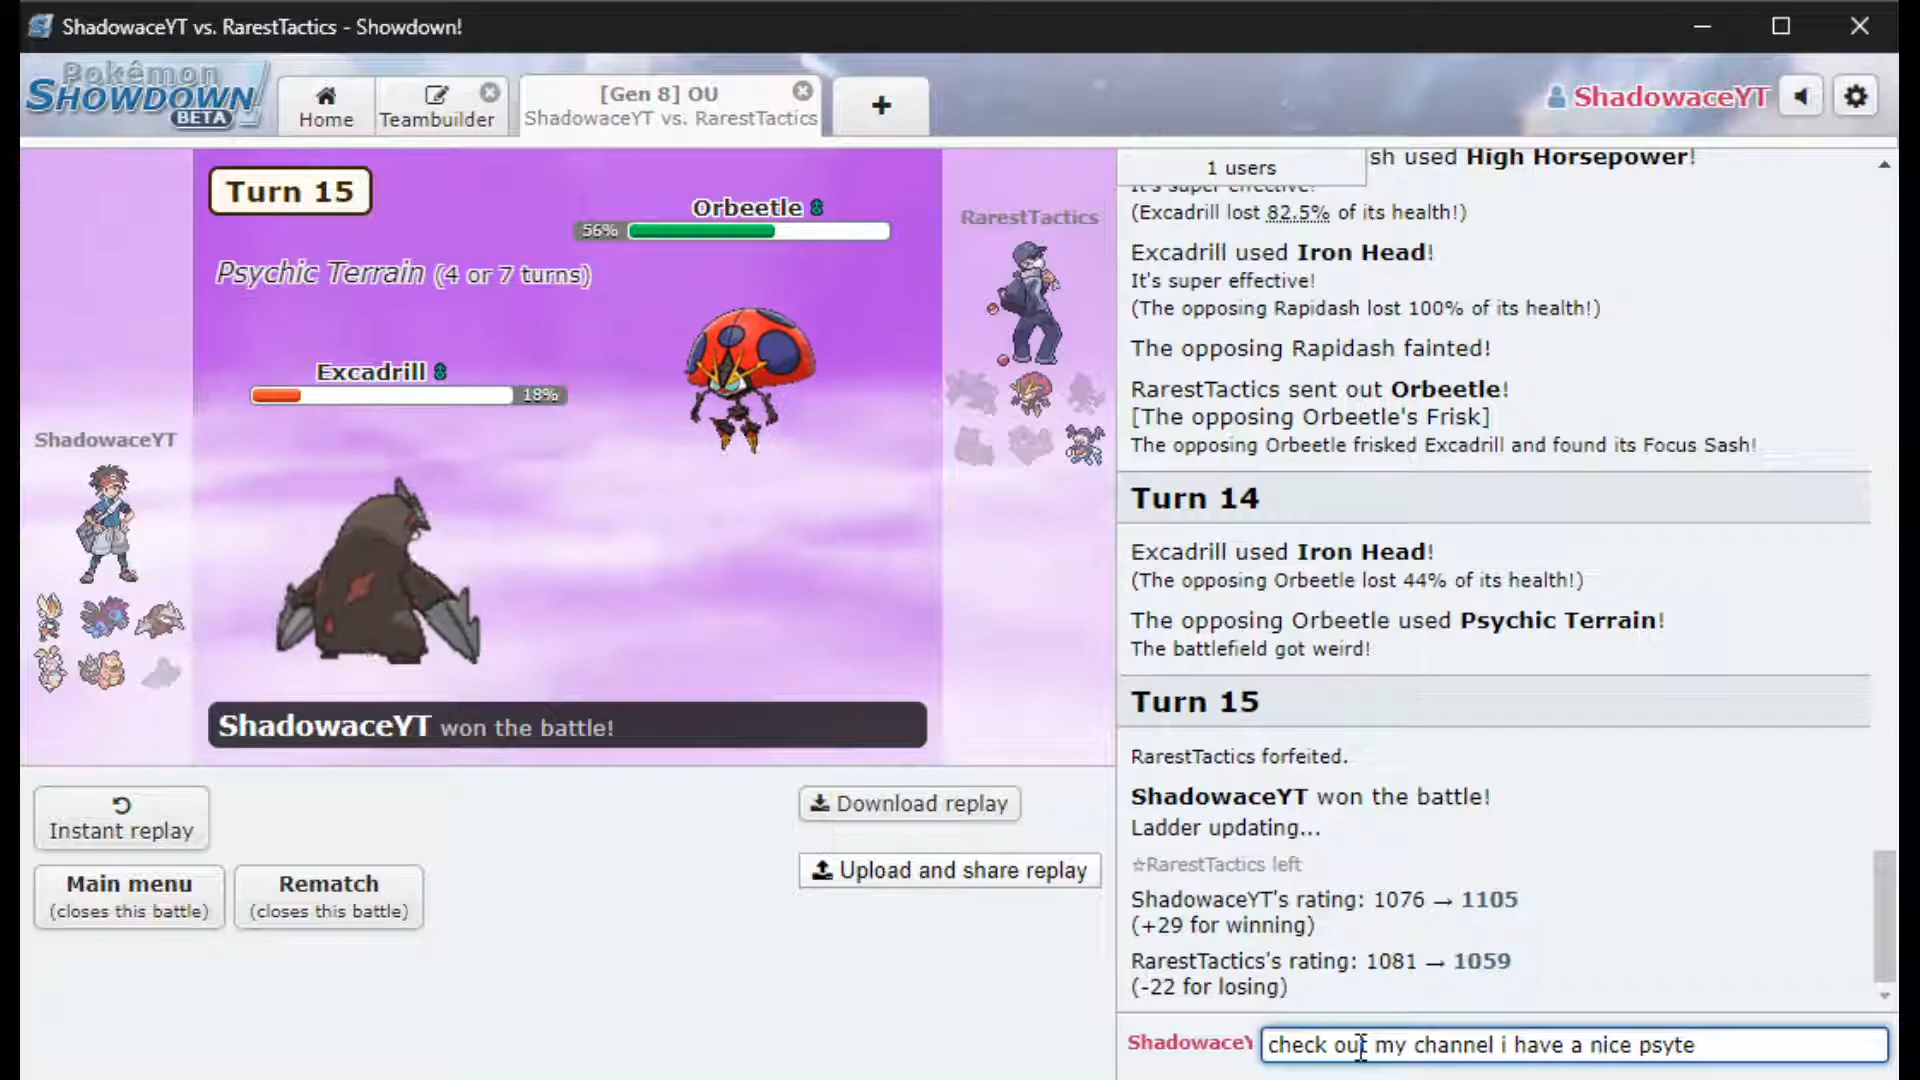 ShadowaceYT vs. RarestTactics - Showdown!
Pokémon
SHOWDOWN!
BETA
Home
Teambuilder
[Gen 8] OU
ShadowaceYT vs. RarestTactics
+
ShadowaceYT
Turn 15
Orbeetle
56%
Psychic Terrain (4 or 7 turns)
Excadrill
18%
ShadowaceYT
RarestTactics
ShadowaceYT won the battle!
Instant replay
Download replay
Upload and share replay
Main menu
(closes this battle)
Rematch
(closes this battle)
1 users
sh used High Horsepower!
It's super effective!
(Excadrill lost 82.5% of its health!)
Excadrill used Iron Head!
It's super effective!
(The opposing Rapidash lost 100% of its health!)
The opposing Rapidash fainted!
RarestTactics sent out Orbeetle!
[The opposing Orbeetle's Frisk]
The opposing Orbeetle frisked Excadrill and found its Focus Sash!
Turn 14
Excadrill used Iron Head!
(The opposing Orbeetle lost 44% of its health!)
The opposing Orbeetle used Psychic Terrain!
The battlefield got weird!
Turn 15
RarestTactics forfeited.
ShadowaceYT won the battle!
Ladder updating...
☆RarestTactics left
ShadowaceYT's rating: 1076 → 1105
(+29 for winning)
RarestTactics's rating: 1081 → 1059
(-22 for losing)
ShadowaceY check out my channel i have a nice psyte